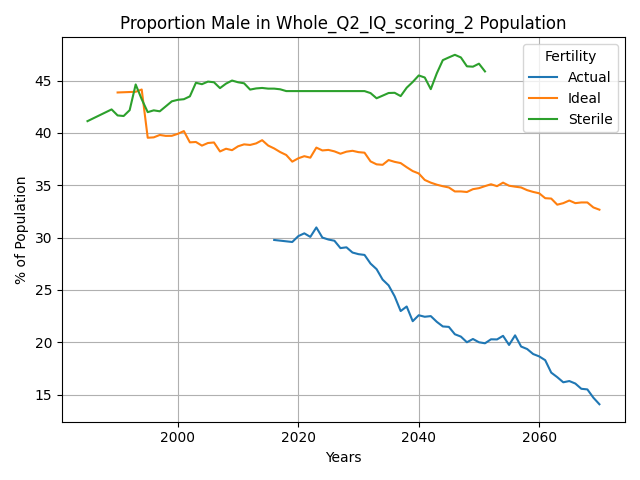 Proportion Male in Whole_Q2_IQ_scoring_2 Population
Fertility
Actual
Ideal
Sterile
% of Population
45
40
35
30
25
20
15
2000
2020
2040
2060
Years